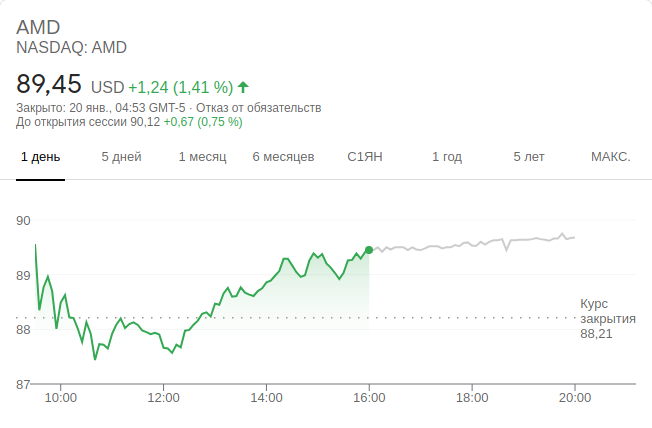 AMD
NASDAQ: AMD
89,45 USD +1,24 (1,41 %)
Закрыто: 20 янв., 04:53 GMT-5 · Отказ от обязательств
До открытия сессии 90,12 +0,67 (0,75 %)
1 день 5 дней 1 месяц 6 месяцев С1ЯН 1 год 5 лет МАКС.
90
89
88
87
Курс
закрытия
88,21
10:00 12:00 14:00 16:00 18:00 20:00